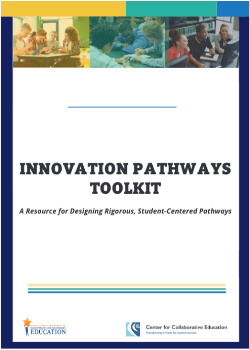 INNOVATION PATHWAYS
TOOLKIT
A Resource for Designing Rigorous, Student-Centered Pathways
EDUCATION
Center for Collaborative Education